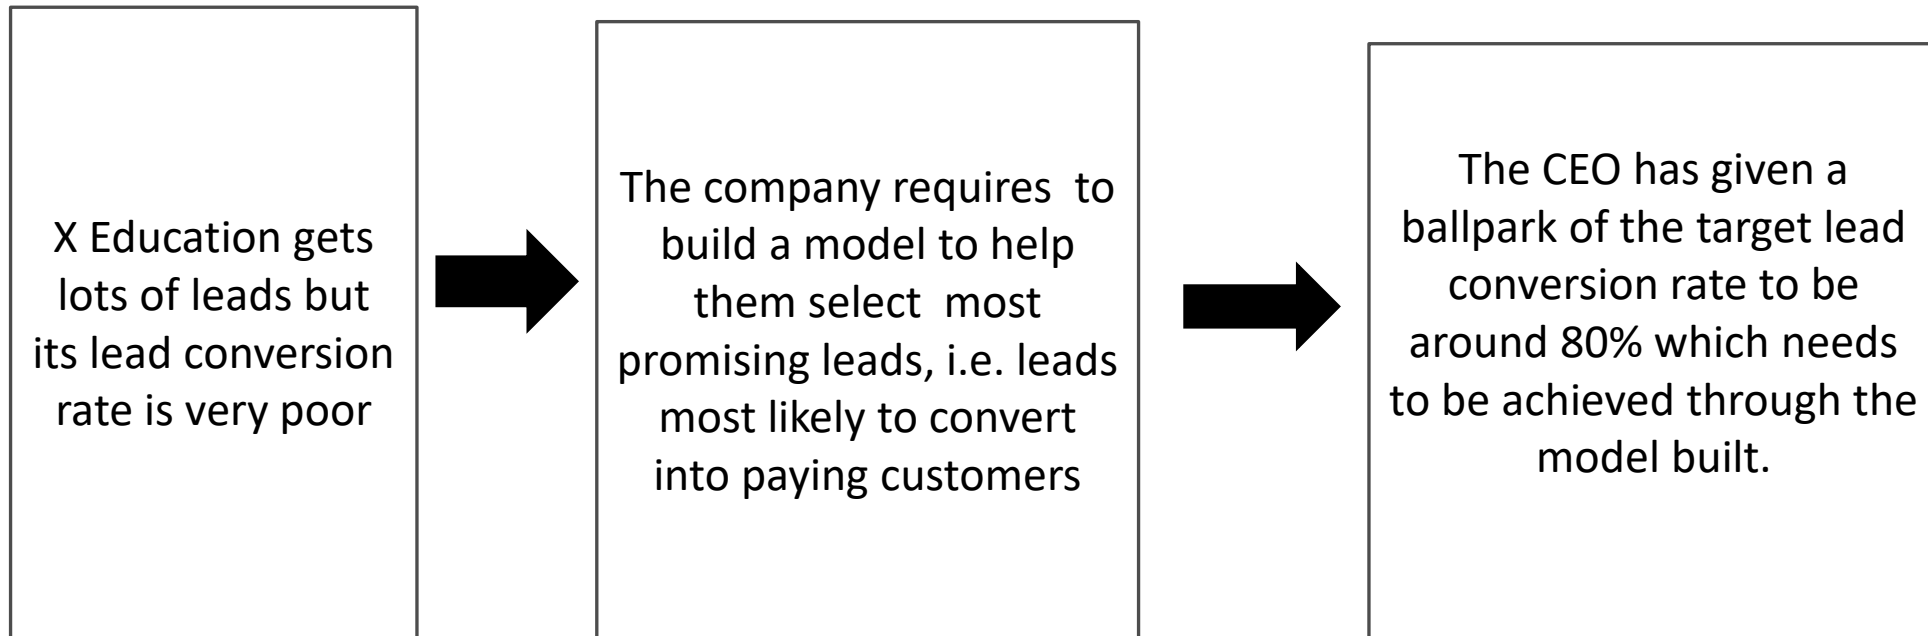 X Education gets
lots of leads but
its lead conversion
rate is very poor
The company requires  to
build a model to help
them select  most
promising leads, i.e. leads
most likely to convert
into paying customers
The CEO has given a
ballpark of the target lead
conversion rate to be
around 80% which needs
to be achieved through the
model built.